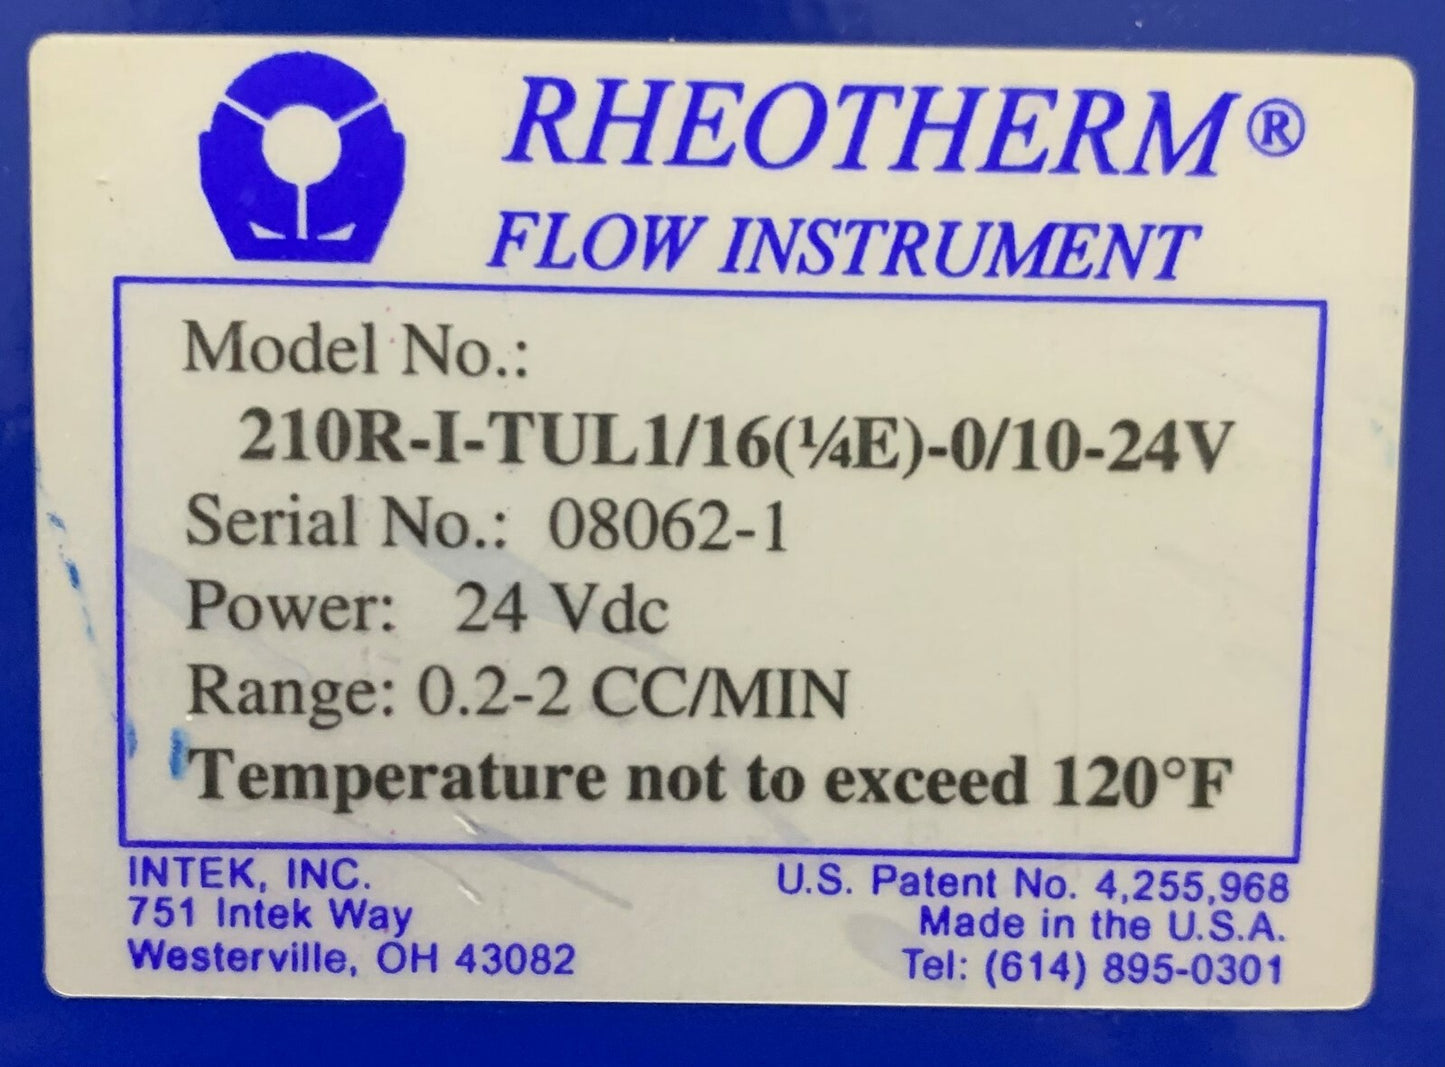 RHEOTHERM®
FLOW INSTRUMENT
Model No.:
210R-I-TUL1/16(¼E)-0/10-24V
Serial No.: 08062-1
Power: 24 Vdc
Range: 0.2-2 CC/MIN
Temperature not to exceed 120°F
INTEK, INC.
751 Intek Way
Westerville, OH 43082
U.S. Patent No. 4,255,968
Made in the U.S.A.
Tel: (614) 895-0301